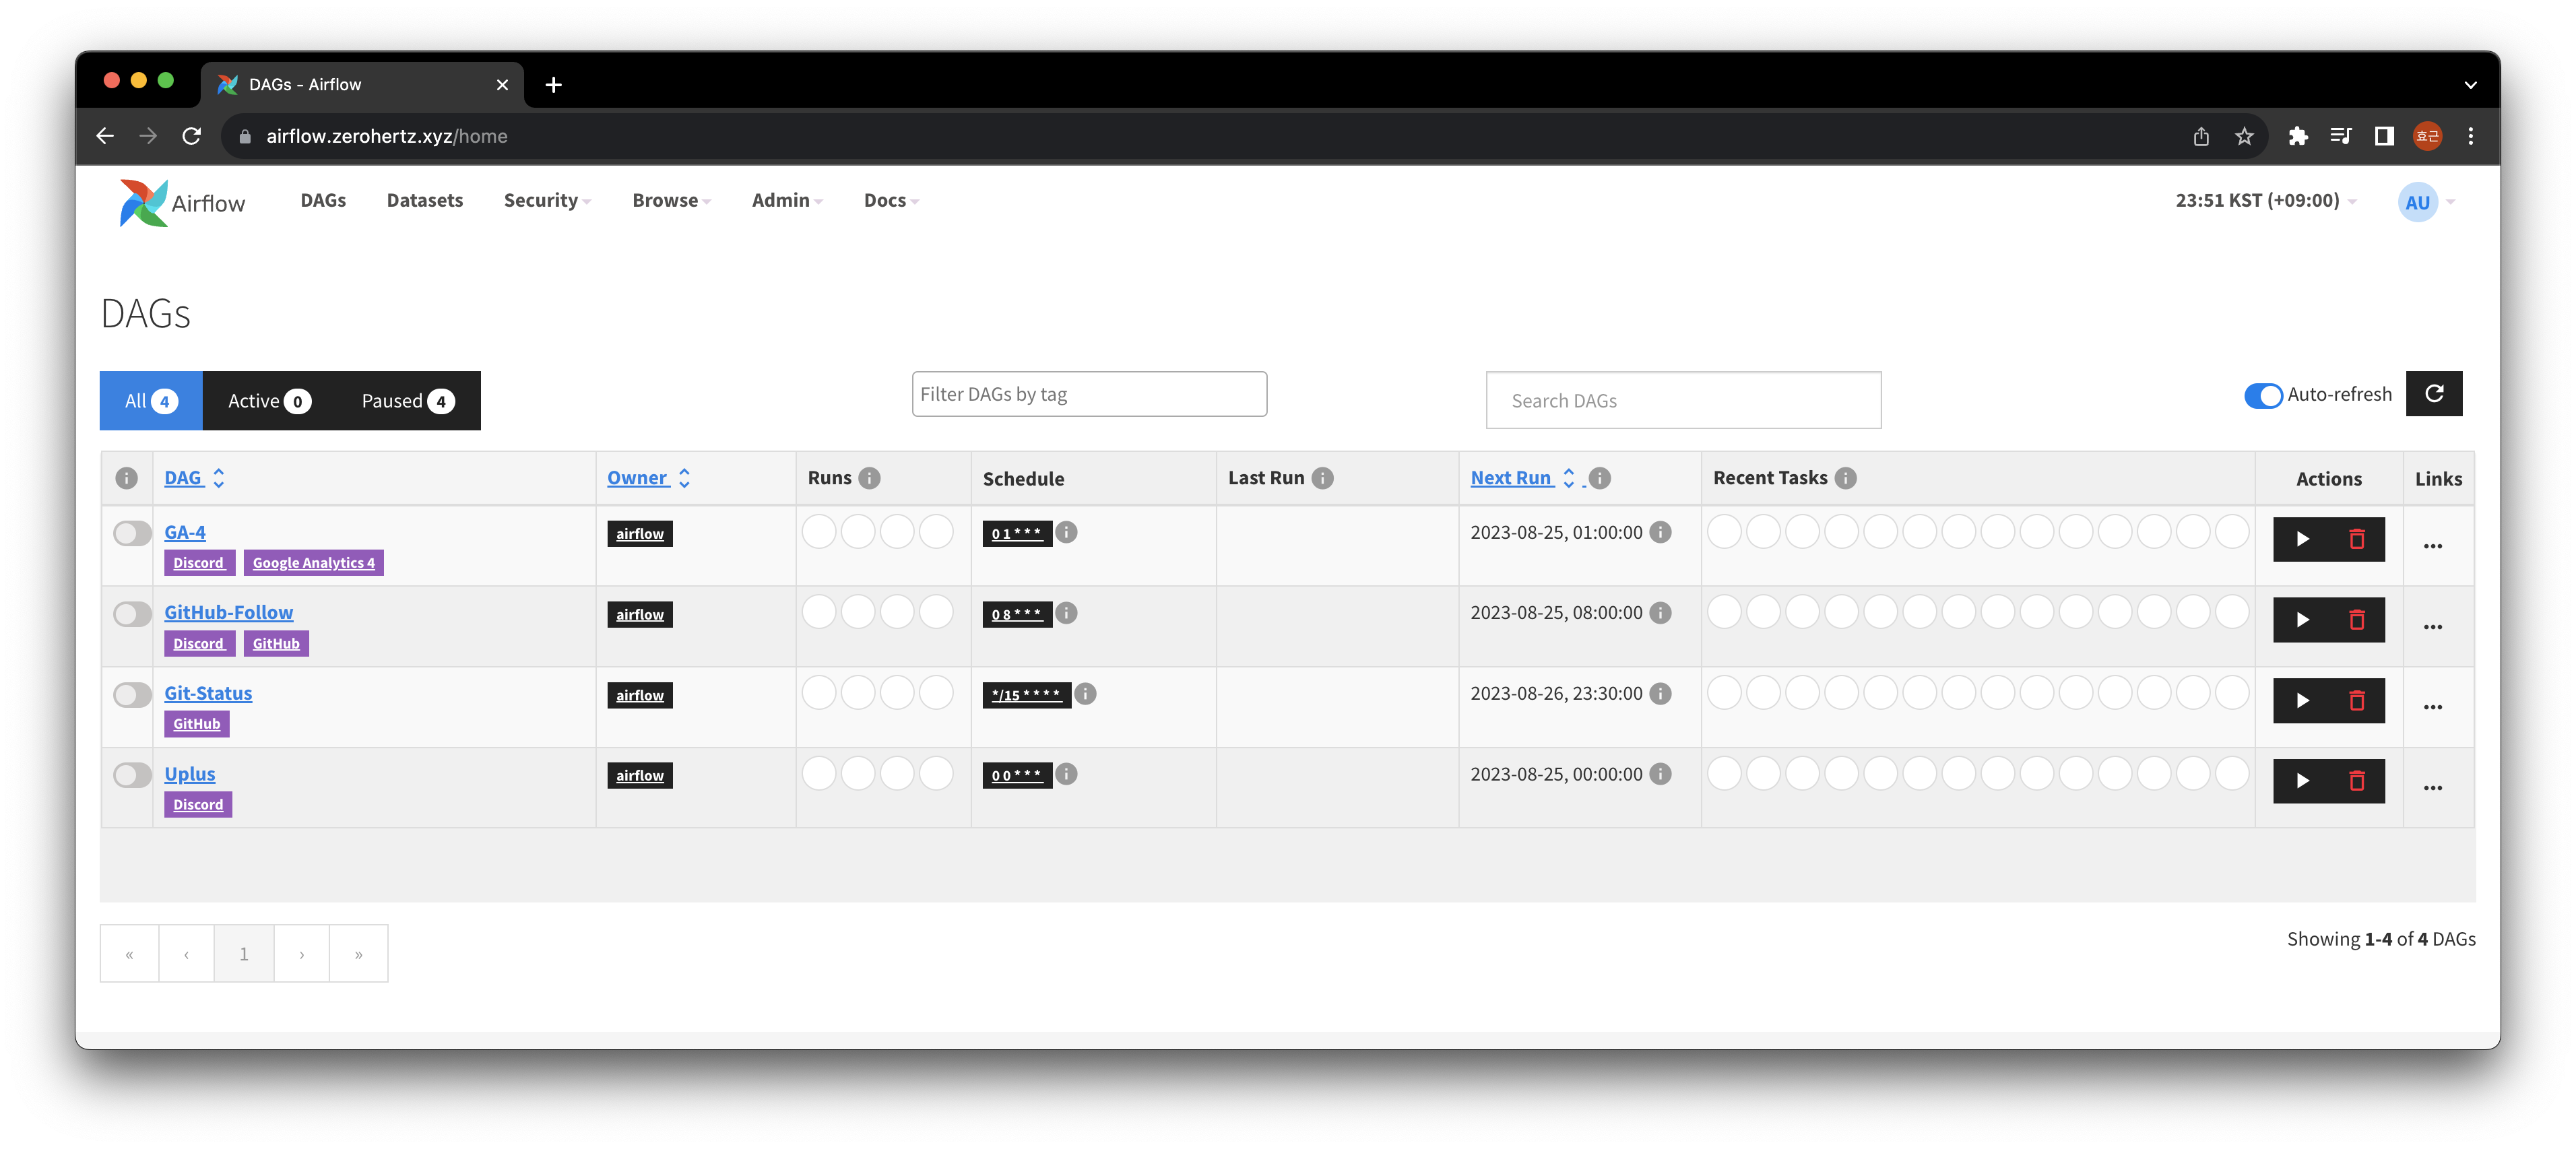 DAGs - Airflow
airflow.zerohertz.xyz/home
효근
Airflow DAGs Datasets Security Browse Admin Docs 23:51 KST (+09:00) AU
DAGs
All 4 Active 0 Paused 4 Filter DAGs by tag Search DAGs Auto-refresh
DAG Owner Runs Schedule Last Run Next Run Recent Tasks Actions Links
GA-4 airflow 0 1 * * * 2023-08-25, 01:00:00
Discord Google Analytics 4
GitHub-Follow airflow 0 8 * * * 2023-08-25, 08:00:00
Discord GitHub
Git-Status airflow */15 * * * * 2023-08-26, 23:30:00
GitHub
Uplus airflow 0 0 * * * 2023-08-25, 00:00:00
Discord
« ‹ 1 › »
Showing 1-4 of 4 DAGs